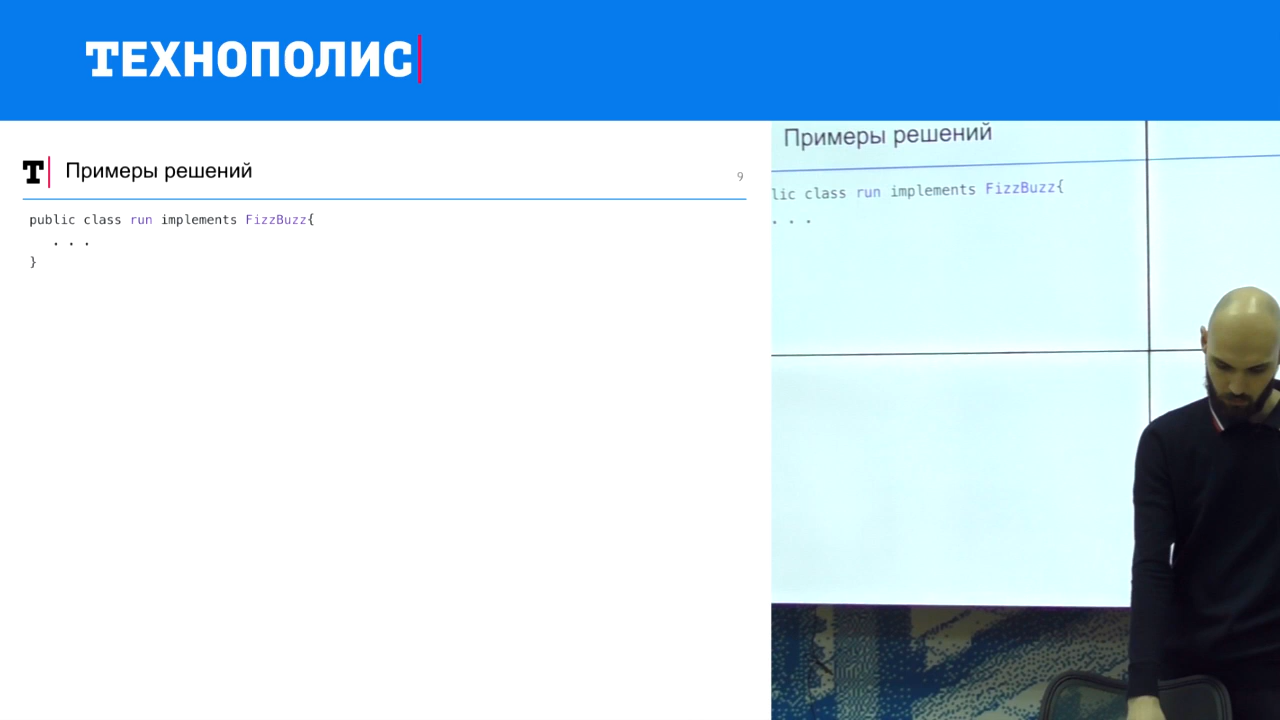 ТЕХНОПОЛИС
Т Примеры решений
9
public class run implements FizzBuzz{
. . .
}
Примеры решений
lic class run implements FizzBuzz{
. . .